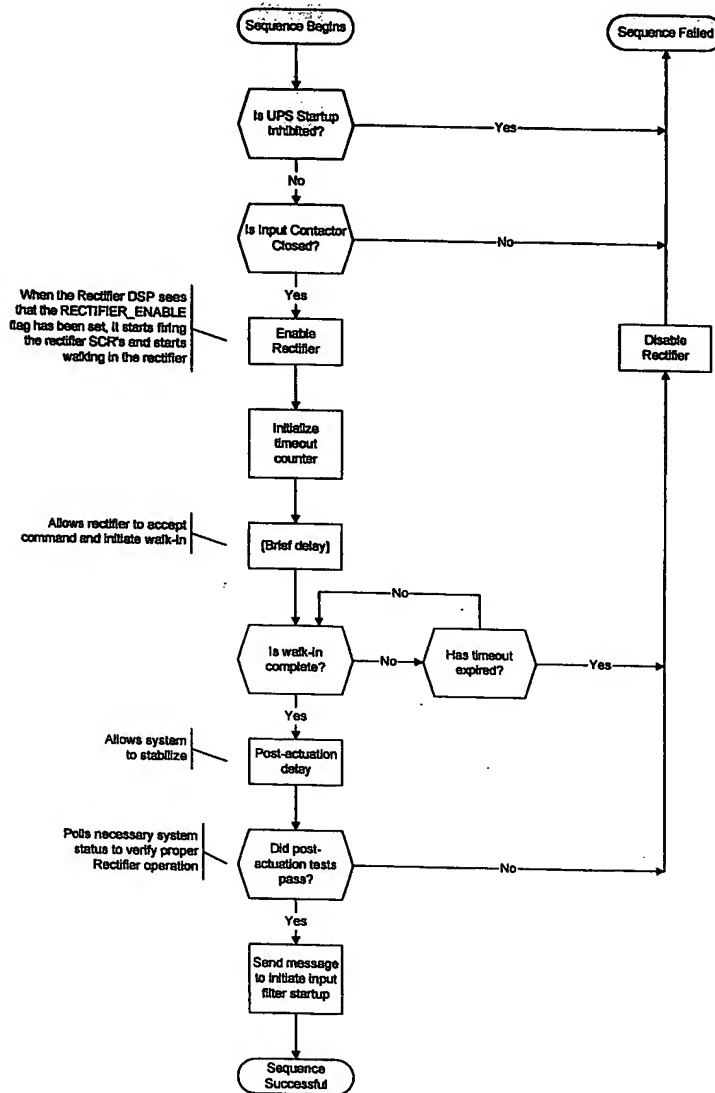 Sequence Begins
Sequence Failed
Is UPS Startup
Inhibited?
Yes
No
Is Input Contactor
Closed?
No
Yes
When the Rectifier DSP sees
that the RECTIFIER_ENABLE
flag has been set, it starts firing
the rectifier SCR's and starts
walking in the rectifier
Enable
Rectifier
Disable
Rectifier
Initialize
timeout
counter
Allows rectifier to accept
command and initiate walk-in
[Brief delay]
No
Is walk-in
complete?
No
Has timeout
expired?
Yes
Yes
Allows system
to stabilize
Post-actuation
delay
Polls necessary system
status to verify proper
Rectifier operation
Did post-
actuation tests
pass?
No
Yes
Send message
to initiate input
filter startup
Sequence
Successful